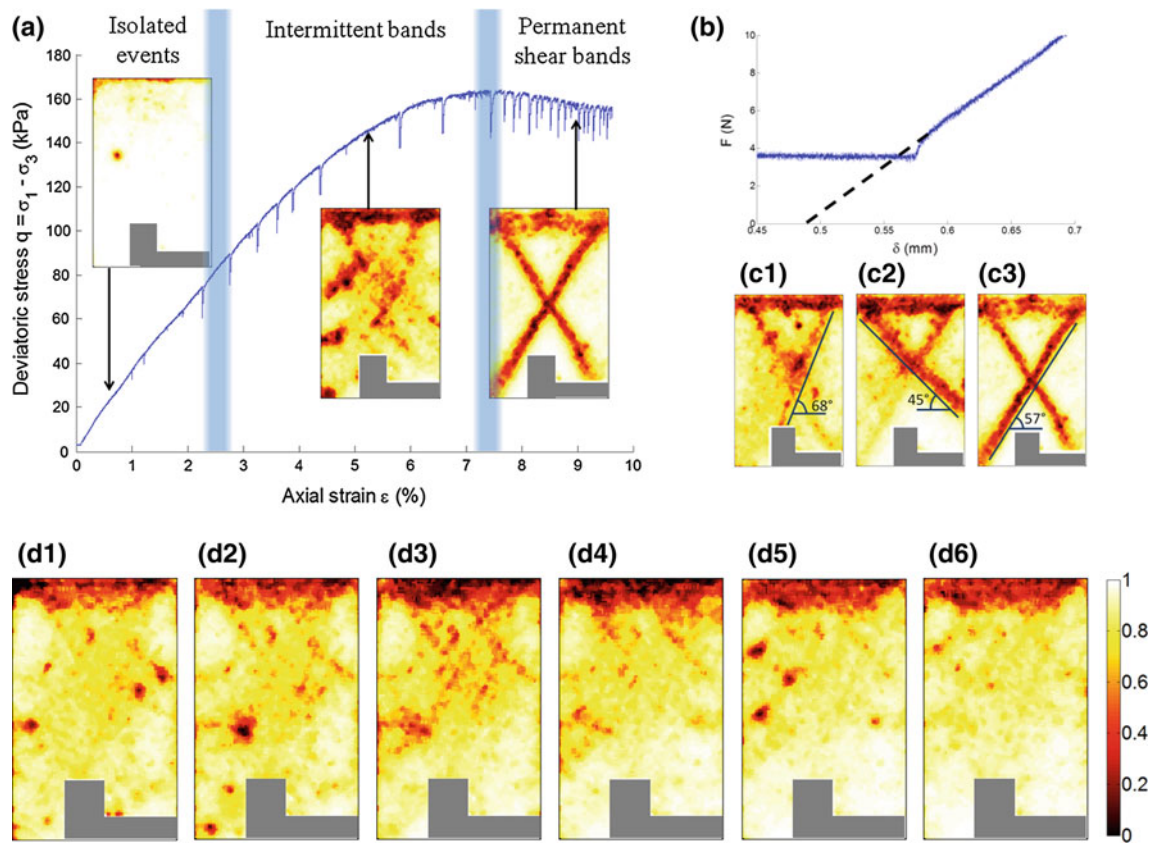 (a)
Isolated events
Intermittent bands
Permanent shear bands
Deviatoric stress q = σ1 - σ3 (kPa)
180
160
140
120
100
80
60
40
20
0
0 1 2 3 4 5 6 7 8 9 10
Axial strain ε (%)
(b)
F (N)
10
8
6
4
2
0
0.45 0.5 0.55 0.6 0.65 0.7
δ (mm)
(c1) (c2) (c3)
68° 45° 57°
(d1) (d2) (d3) (d4) (d5) (d6)
1
0.8
0.6
0.4
0.2
0